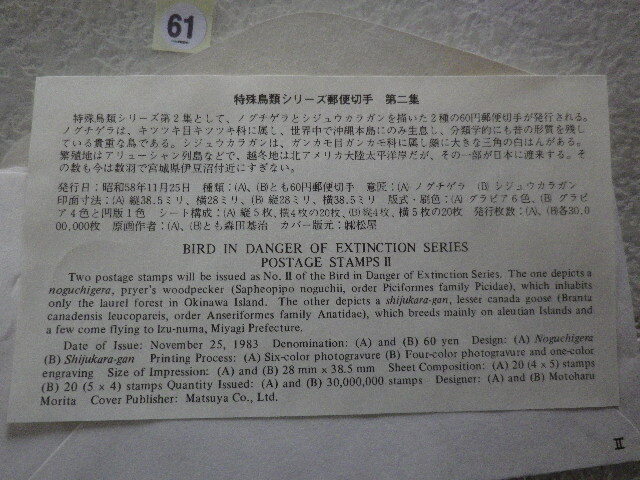 61
特殊鳥類シリーズ郵便切手 第二集
特殊鳥類シリーズ第2集として、ノグチゲラとシジュウカラガンを描いた2種の60円郵便切手が発行される。
ノグチゲラは、キツツキ目キツツキ科に属し、世界中で沖縄本島にのみ生息し、分類学的にも昔の形質を残し
ている貴重な鳥である。シジュウカラガンは、ガンカモ目ガンカモ科に属し顔に大きな三角の白はんがある。
繁殖地はアリューシャン列島などで、越冬地は北アメリカ大陸太平洋岸だが、その一部が日本に渡来する。そ
の数も今は数羽で宮城県伊豆沼付近にすぎない。
発行日:昭和58年11月25日 種類:(A)、(B)とも60円郵便切手 意匠:(A) ノグチゲラ (B) シジュウカラガン
印面寸法:(A) 縦38.5ミリ、横28ミリ、(B) 縦28ミリ、横38.5ミリ 版式・刷色:(A) グラビア6色、(B) グラビ
ア4色と凹版1色 シート構成:(A) 縦5枚、横4枚の20枚、(B) 縦4枚、横5枚の20枚 発行枚数:(A)、(B)各30,0
00,000枚 原画作者:(A)、(B)とも森田基治 カバー版元:㈱松屋
BIRD IN DANGER OF EXTINCTION SERIES
POSTAGE STAMPS II
Two postage stamps will be issued as No. II of the Bird in Danger of Extinction Series. The one depicts a
noguchigera, pryer's woodpecker (Sapheopipo noguchii, order Piciformes family Picidae), which inhabits
only the laurel forest in Okinawa Island. The other depicts a shijukara-gan, lesser canada goose (Branta
canadensis leucopareis, order Anseriformes family Anatidae), which breeds mainly on aleutian Islands and
a few come flying to Izu-numa, Miyagi Prefecture.
Date of Issue: November 25, 1983 Denomination: (A) and (B) 60 yen Design: (A) Noguchigera
(B) Shijukara-gan Printing Process: (A) Six-color photogravure (B) Four-color photogravure and one-color
engraving Size of Impression: (A) and (B) 28 mm x 38.5 mm Sheet Composition: (A) 20 (4 x 5) stamps
(B) 20 (5 x 4) stamps Quantity Issued: (A) and (B) 30,000,000 stamps Designer: (A) and (B) Motoharu
Morita Cover Publisher: Matsuya Co., Ltd.
II